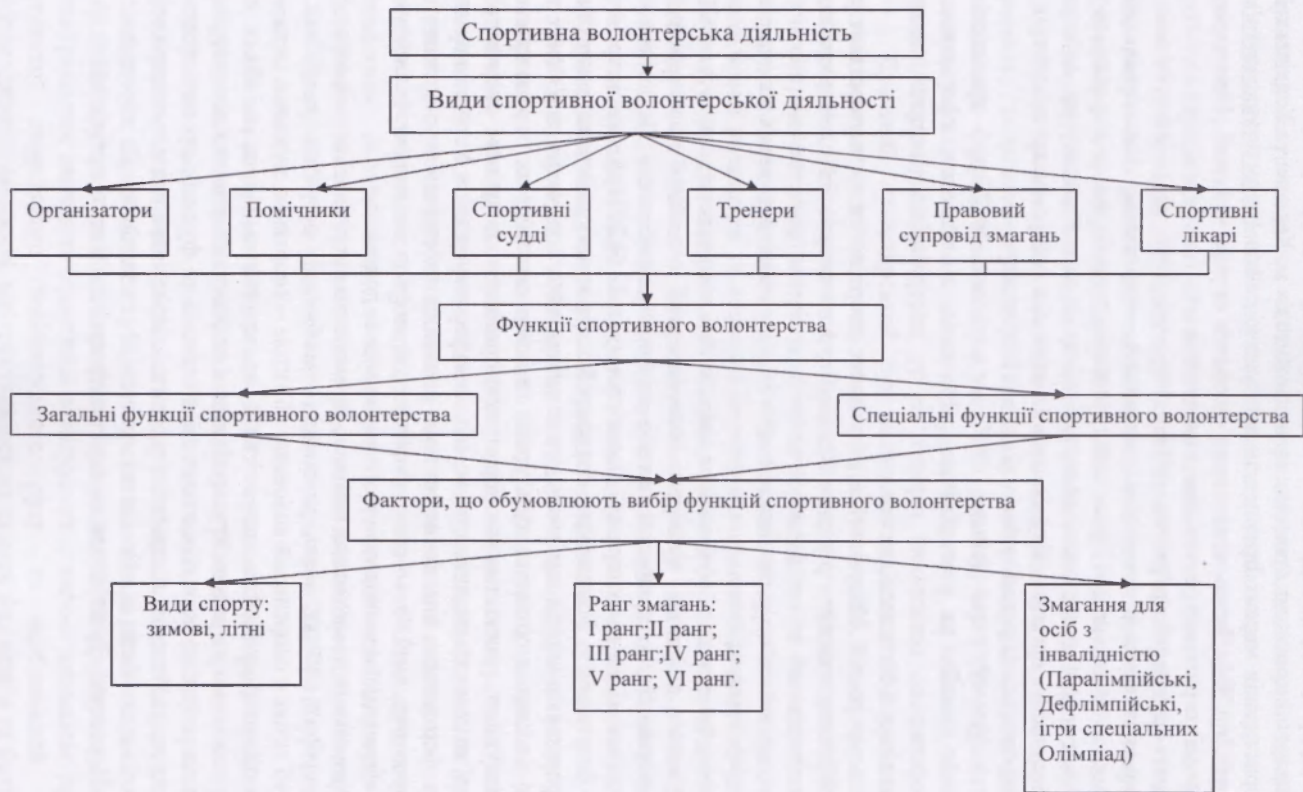 Спортивна волонтерська діяльність
Види спортивної волонтерської діяльності
Організатори
Помічники
Спортивні
судді
Тренери
Правовий
супровід змагань
Спортивні
лікарі
Функції спортивного волонтерства
Загальні функції спортивного волонтерства
Спеціальні функції спортивного волонтерства
Фактори, що обумовлюють вибір функцій спортивного волонтерства
Види спорту:
зимові, літні
Ранг змагань:
I ранг;II ранг;
III ранг;IV ранг;
V ранг; VI ранг.
Змагання для
осіб з
інвалідністю
(Паралімпійські,
Дефлімпійські,
ігри спеціальних
Олімпіад)